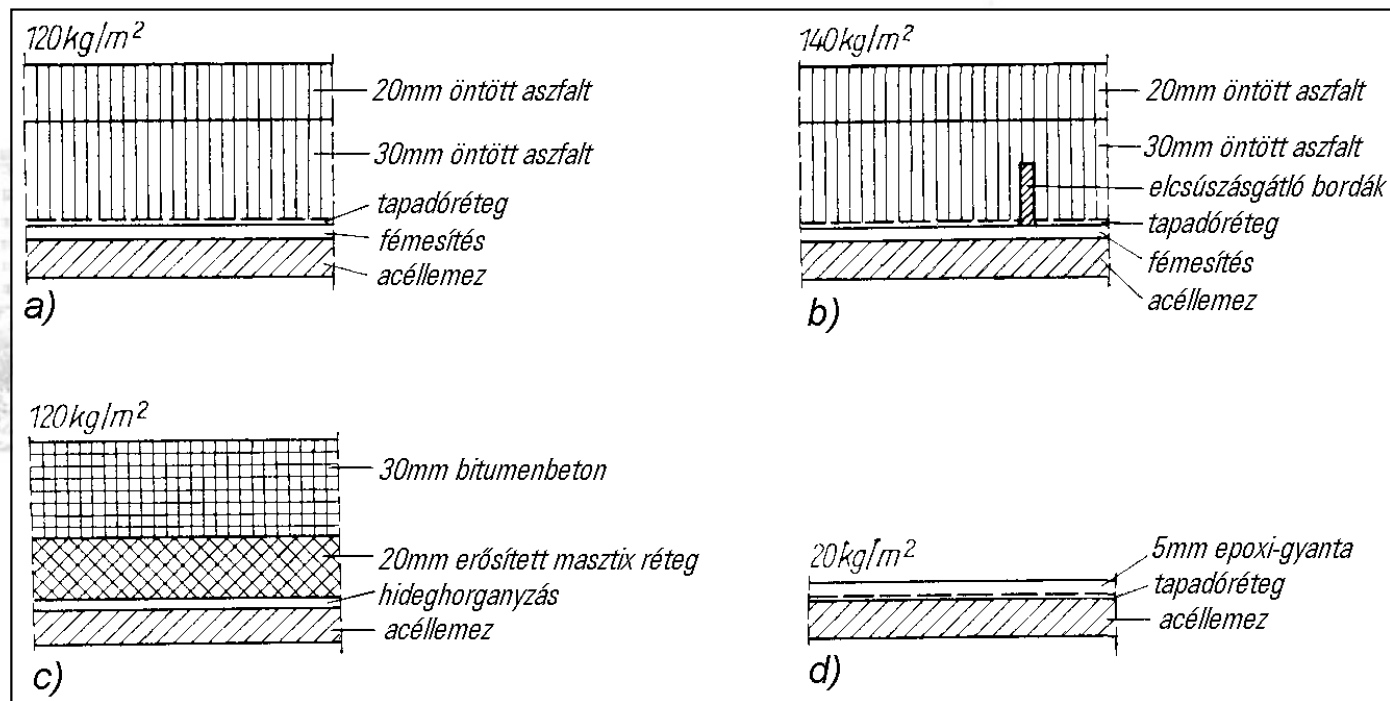 120kg/m²
20mm öntött aszfalt
30mm öntött aszfalt
tapadóréteg
fémesítés
acéllemez
a)
140kg/m²
20mm öntött aszfalt
30mm öntött aszfalt
elcsúszásgátló bordák
tapadóréteg
fémesítés
acéllemez
b)
120kg/m²
30mm bitumenbeton
20mm erősített masztix réteg
hideghorganyzás
acéllemez
c)
20kg/m²
5mm epoxi-gyanta
tapadóréteg
acéllemez
d)